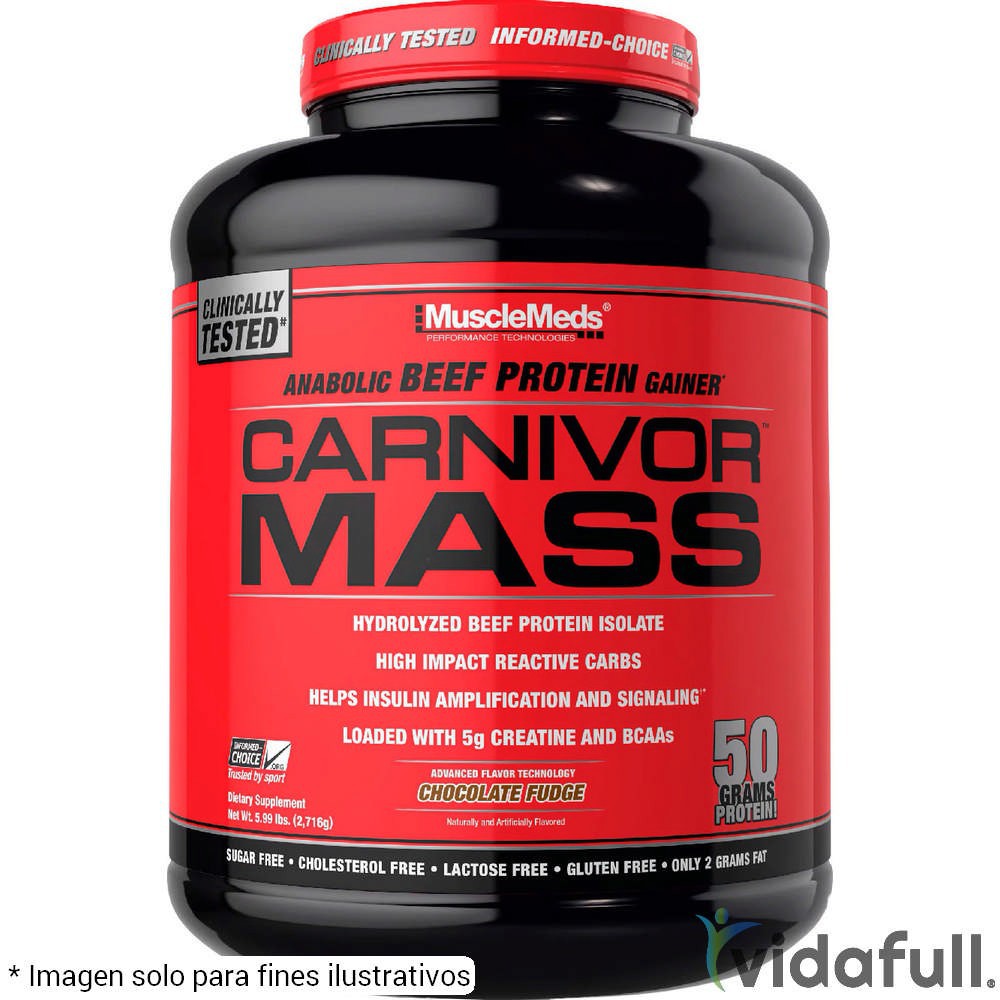 CLINICALLY TESTED INFORMED-CHOICE
CLINICALLY
TESTED#
MuscleMeds®
PERFORMANCE TECHNOLOGIES
ANABOLIC BEEF PROTEIN GAINER*
CARNIVOR™
MASS
HYDROLYZED BEEF PROTEIN ISOLATE
HIGH IMPACT REACTIVE CARBS
HELPS INSULIN AMPLIFICATION AND SIGNALING†*
LOADED WITH 5g CREATINE AND BCAAs
50
GRAMS
PROTEIN!
INFORMED-
CHOICE
.ORG
Trusted by sport
ADVANCED FLAVOR TECHNOLOGY
CHOCOLATE FUDGE
Naturally and Artificially Flavored
Dietary Supplement
Net Wt. 5.99 lbs. (2,716g)
SUGAR FREE • CHOLESTEROL FREE • LACTOSE FREE • GLUTEN FREE • ONLY 2 GRAMS FAT
* Imagen solo para fines ilustrativos
vidafull®